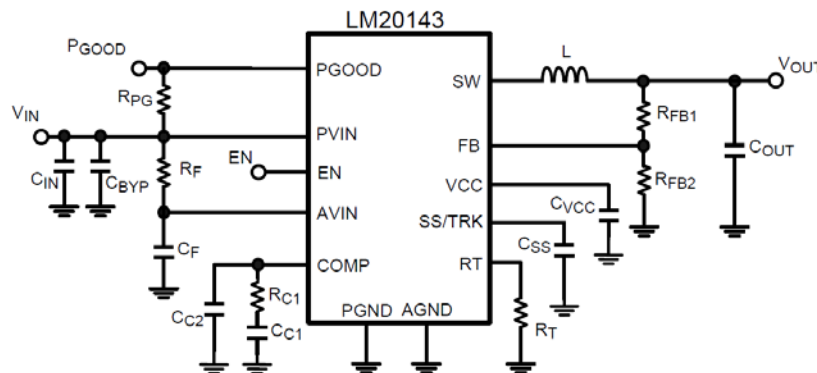 LM20143
PGOOD
PGOOD
SW
L
VOUT
RPG
RFB1
VIN
PVIN
FB
COUT
EN
EN
RF
CIN
CBYP
VCC
RFB2
CVCC
AVIN
SS/TRK
CSS
CF
COMP
RT
RC1
CC2
CC1
PGND
AGND
RT